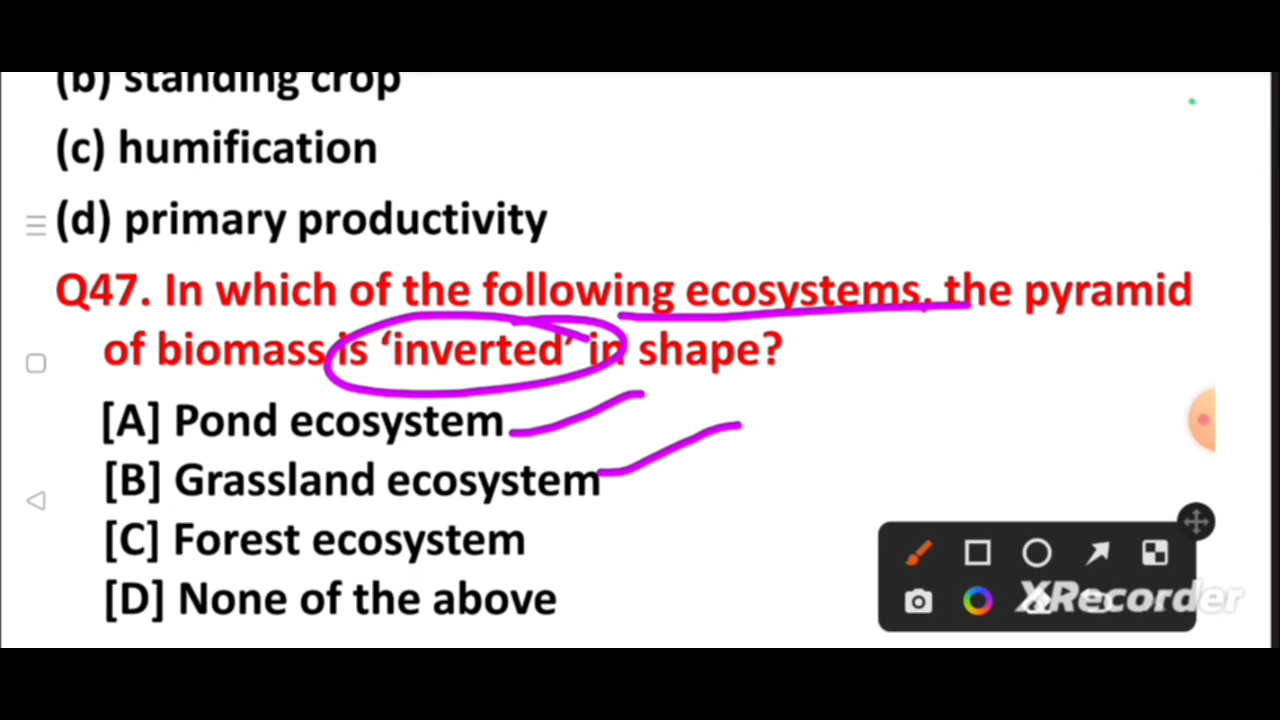 (b) standing crop
(c) humification
(d) primary productivity
Q47. In which of the following ecosystems, the pyramid
of biomass is ‘inverted’ in shape?
[A] Pond ecosystem
[B] Grassland ecosystem
[C] Forest ecosystem
[D] None of the above
XRecorder